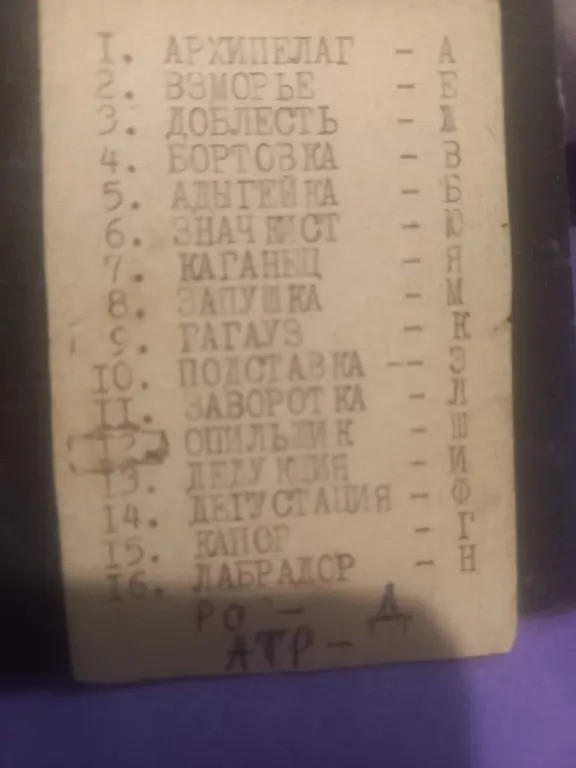 1. АРХИПЕЛАГ - А
2. ВЗМОРЬЕ - Е
3. ДОБЛЕСТЬ -
4. БОРТОВКА - В
5. АДЫГЕЙКА - Б
6. ЗНАЧКИСТ - Ю
7. КАГАНЕЦ - Я
8. ЗАПУШКА - М
9. ГАГАУЗ - К
10. ПОДСТАВКА - Э
11. ЗАВОРОТКА - Л
12. ОПИЛЬЩИК - Ш
13. ДЕДУКЦИЯ - И
14. ДЕГУСТАЦИЯ - Ф
15. КАПОР - Г
16. ЛАБРАДОР - Н
РО - Д
АТР -